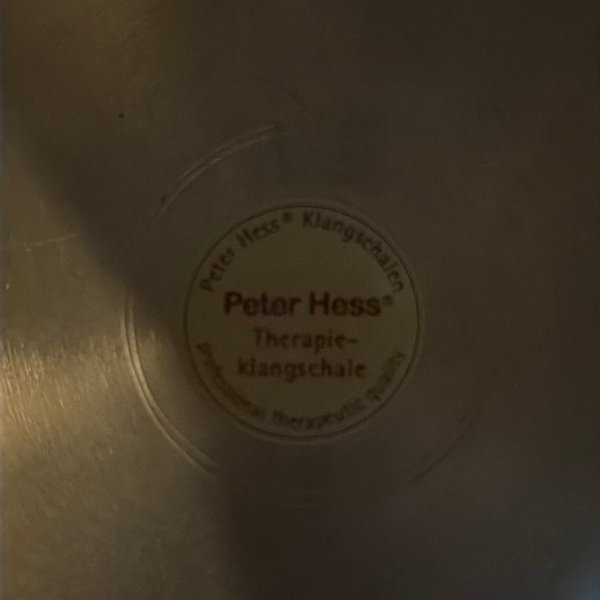 Peter Hess® Klangschalen
Peter Hess®
Therapie-
klangschale
professional therapeutic quality